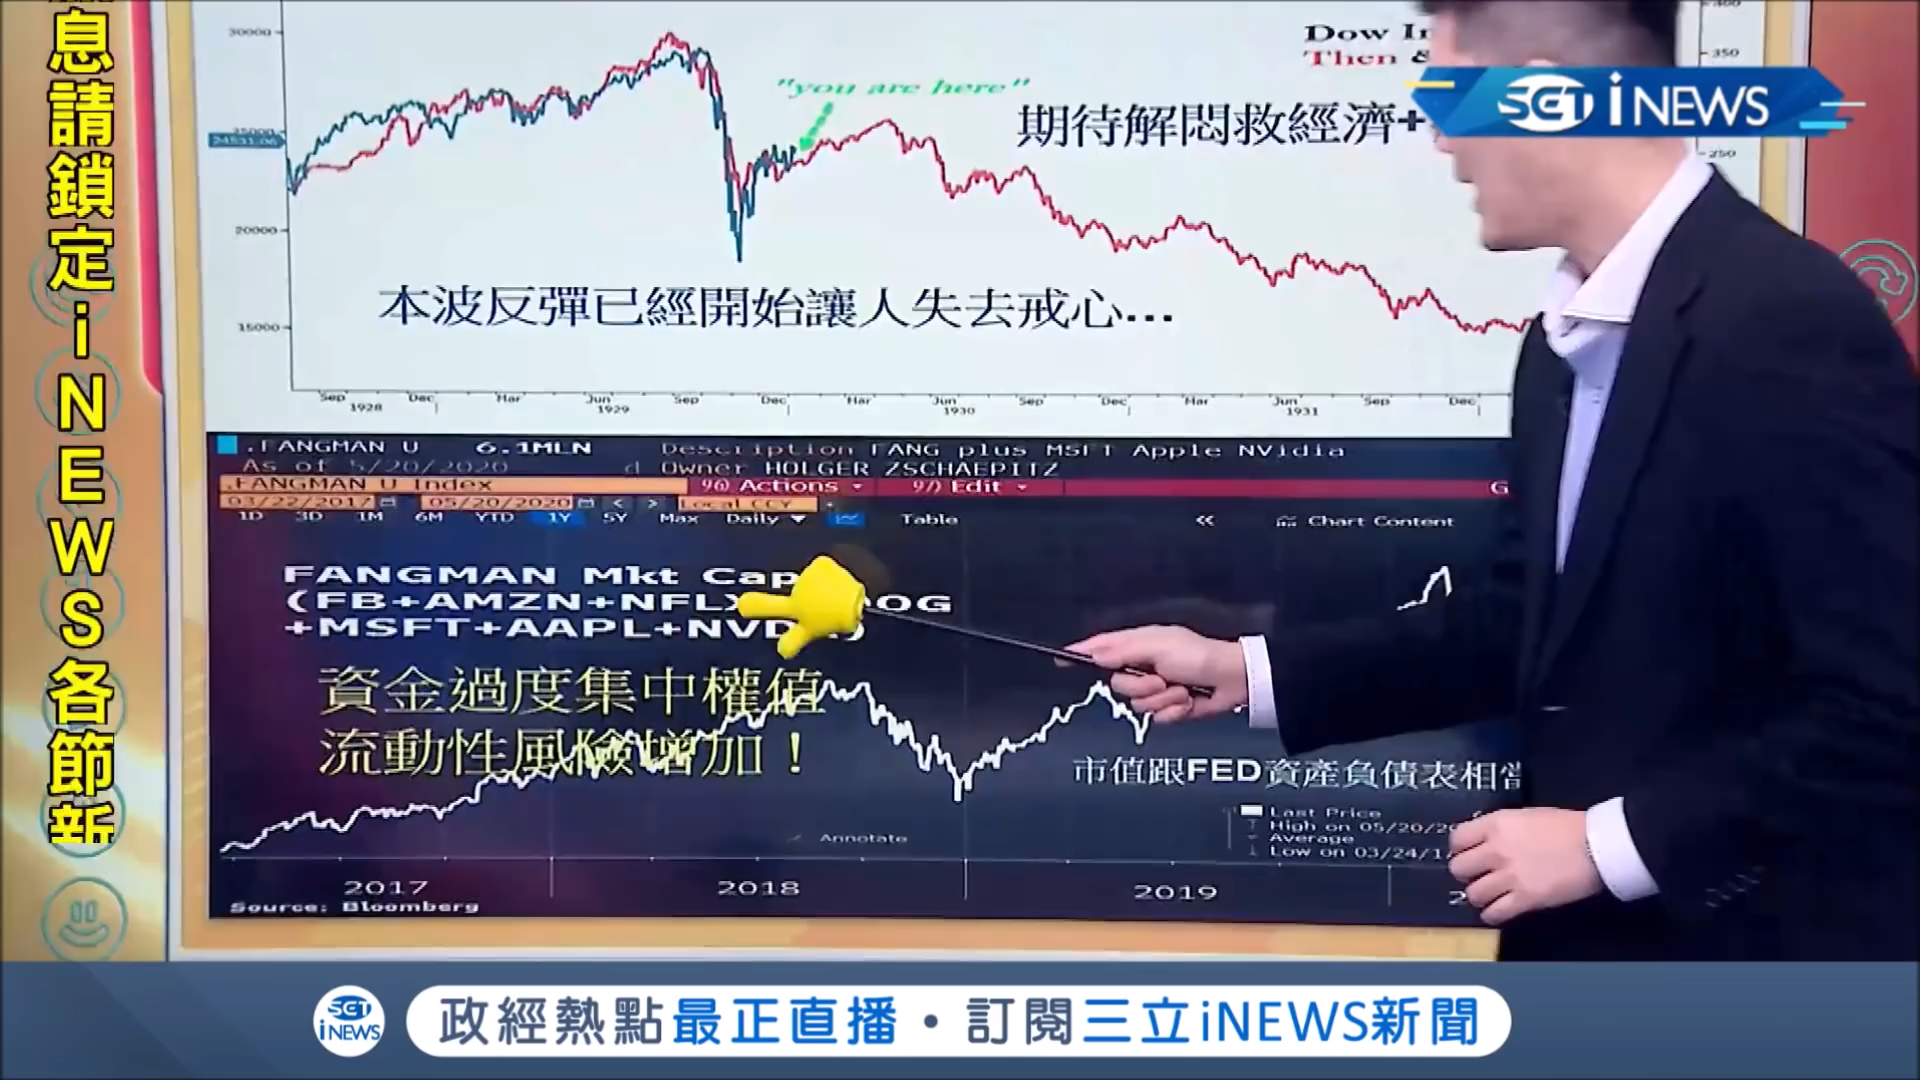 息請鎖定iNEWS各節新
30000
25000
24531.06
20000
15000
"you are here"
Dow In
Then &
400
350
250
SET iNEWS
期待解悶救經濟+
本波反彈已經開始讓人失去戒心...
Sep Dec Mar Jun Sep Dec Mar Jun Sep Dec Mar Jun Sep Dec
1928 1929 1930 1931
.FANGMAN U 6.1MLN Description FANG plus MSFT Apple NVidia
As of 5/20/2020 d Owner HOLGER ZSCHAEPITZ
.FANGMAN U Index 96) Actions 97) Edit G
03/22/2017 05/20/2020 < > Local CCY
1D 3D 1M 6M YTD 1Y 5Y Max Daily Table « Chart Content
FANGMAN Mkt Cap
(FB+AMZN+NFLX OOG
+MSFT+AAPL+NVDA)
資金過度集中權值
流動性風險增加！
市值跟FED資產負債表相當
Last Price
High on 05/20/20
Average
Low on 03/24/17
Annotate
2017 2018 2019 2
Source: Bloomberg
SET iNEWS
政經熱點最正直播·訂閱三立iNEWS新聞